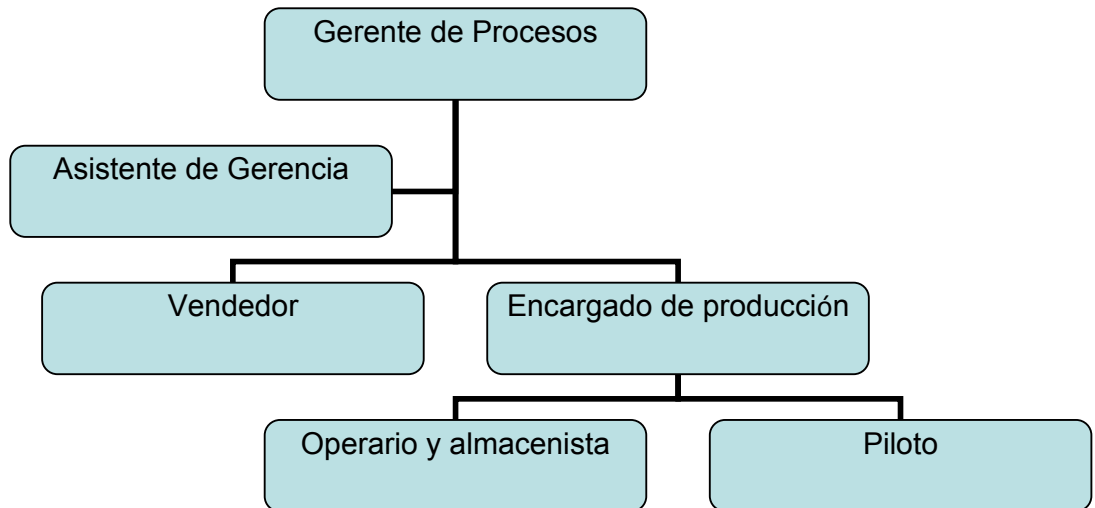 Gerente de Procesos
Asistente de Gerencia
Vendedor
Encargado de producción
Operario y almacenista
Piloto